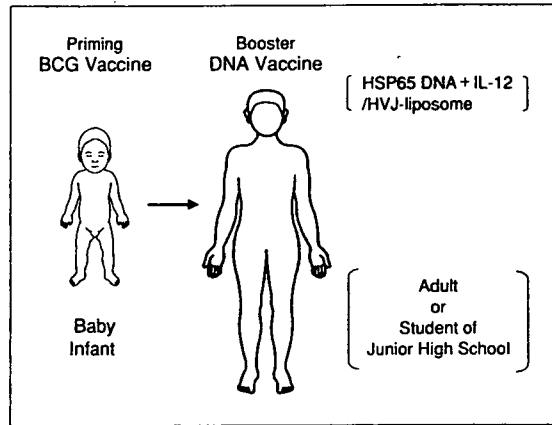 Priming
BCG Vaccine
Booster
DNA Vaccine
HSP65 DNA + IL-12
/HVJ-liposome
Baby
Infant
Adult
or
Student of
Junior High School